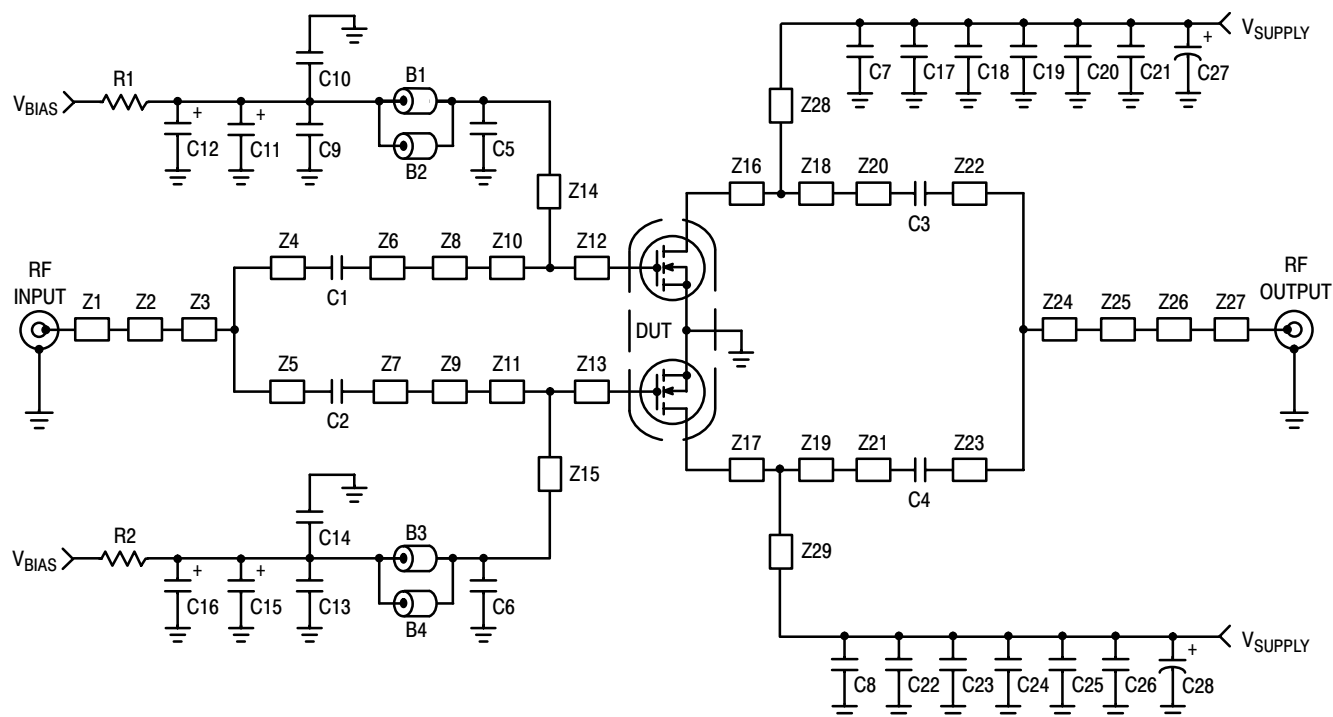 C10
B1
R1
VBIAS
C12
C11
C9
B2
C5
Z14
Z28
C7
C17
C18
C19
C20
C21
C27
VSUPPLY
Z16
Z18
Z20
Z22
C3
Z4
Z6
Z8
Z10
Z12
C1
RF
INPUT
Z1
Z2
Z3
DUT
Z24
Z25
Z26
Z27
RF
OUTPUT
Z5
Z7
Z9
Z11
Z13
C2
Z17
Z19
Z21
Z23
C4
Z15
Z29
C14
B3
R2
VBIAS
C16
C15
C13
B4
C6
VSUPPLY
C8
C22
C23
C24
C25
C26
C28